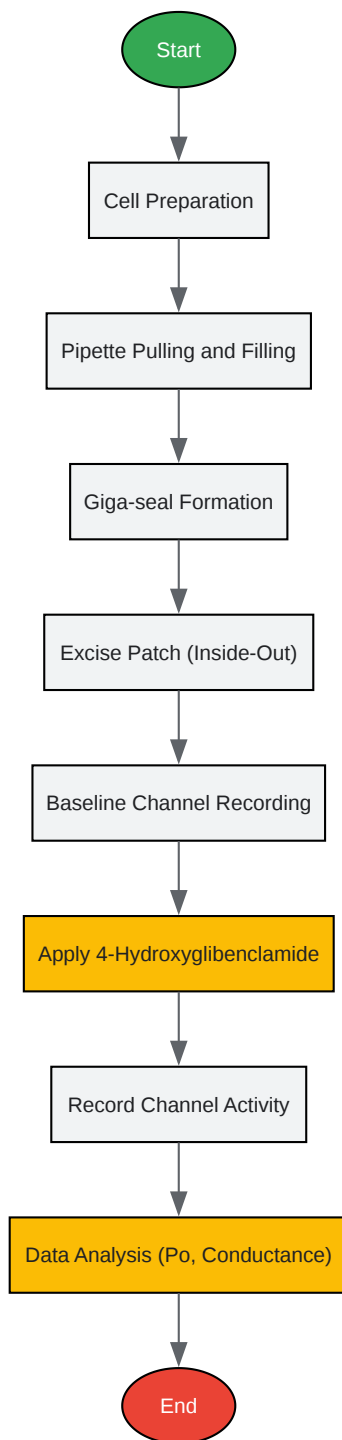 Start
Cell Preparation
Pipette Pulling and Filling
Giga-seal Formation
Excise Patch (Inside-Out)
Baseline Channel Recording
Apply 4-Hydroxyglibenclamide
Record Channel Activity
Data Analysis (Po, Conductance)
End